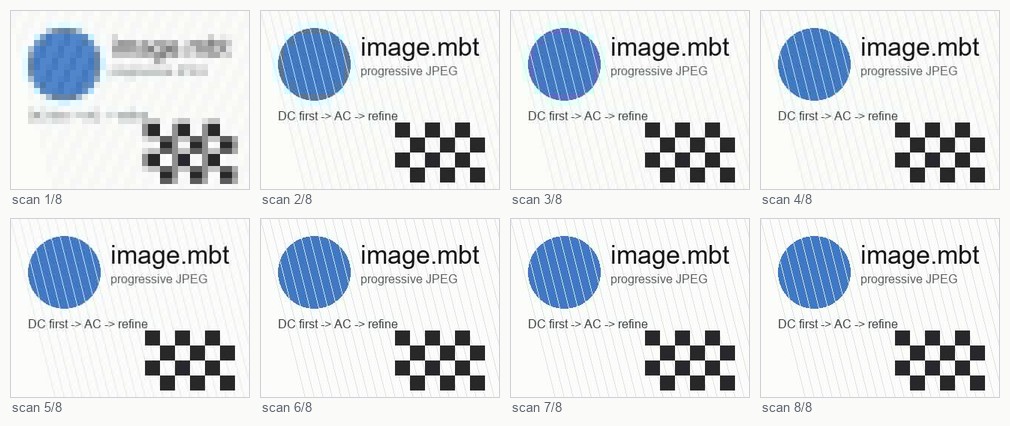 image.mbt
progressive JPEG
DC first -> AC -> refine
scan 1/8
image.mbt
progressive JPEG
DC first -> AC -> refine
scan 2/8
image.mbt
progressive JPEG
DC first -> AC -> refine
scan 3/8
image.mbt
progressive JPEG
DC first -> AC -> refine
scan 4/8
image.mbt
progressive JPEG
DC first -> AC -> refine
scan 5/8
image.mbt
progressive JPEG
DC first -> AC -> refine
scan 6/8
image.mbt
progressive JPEG
DC first -> AC -> refine
scan 7/8
image.mbt
progressive JPEG
DC first -> AC -> refine
scan 8/8